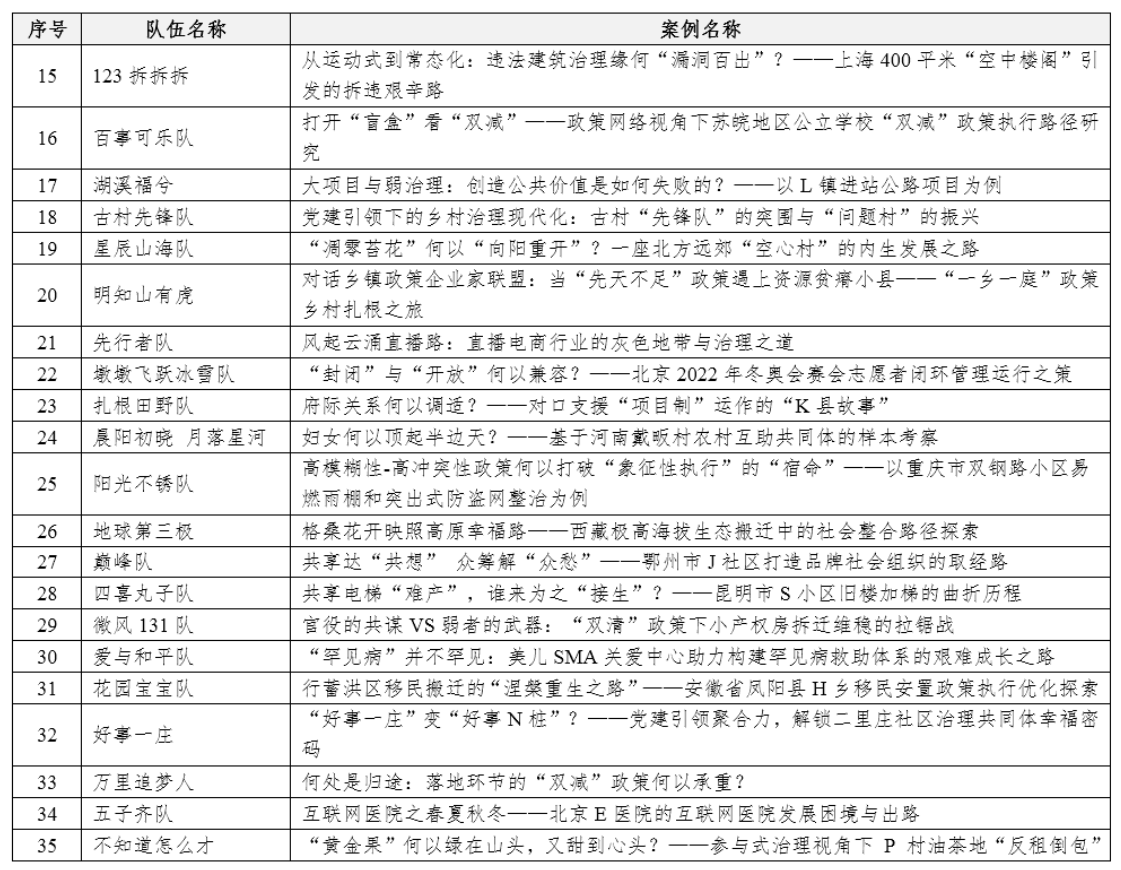 序号 队伍名称 案例名称
15 123拆拆拆 从运动式到常态化：违法建筑治理缘何“漏洞百出”？——上海 400 平米“空中楼阁”引
发的拆违艰辛路
16 百事可乐队 打开“盲盒”看“双减”——政策网络视角下苏皖地区公立学校“双减”政策执行路径研
究
17 湖溪福兮 大项目与弱治理：创造公共价值是如何失败的？——以 L 镇进站公路项目为例
18 古村先锋队 党建引领下的乡村治理现代化：古村“先锋队”的突围与“问题村”的振兴
19 星辰山海队 “凋零苔花”何以“向阳重开”？一座北方远郊“空心村”的内生发展之路
20 明知山有虎 对话乡镇政策企业家联盟：当“先天不足”政策遇上资源贫瘠小县——“一乡一庭”政策
乡村扎根之旅
21 先行者队 风起云涌直播路：直播电商行业的灰色地带与治理之道
22 墩墩飞跃冰雪队 “封闭”与“开放”何以兼容？——北京 2022 年冬奥会赛会志愿者闭环管理运行之策
23 扎根田野队 府际关系何以调适？——对口支援“项目制”运作的“K 县故事”
24 晨阳初晓 月落星河 妇女何以顶起半边天？——基于河南戴畈村农村互助共同体的样本考察
25 阳光不锈队 高模糊性-高冲突性政策何以打破“象征性执行”的“宿命”——以重庆市双钢路小区易
燃雨棚和突出式防盗网整治为例
26 地球第三极 格桑花开映照高原幸福路——西藏极高海拔生态搬迁中的社会整合路径探索
27 巅峰队 共享达“共想” 众筹解“众愁”——鄂州市 J 社区打造品牌社会组织的取经路
28 四喜丸子队 共享电梯“难产”，谁来为之“接生”？——昆明市 S 小区旧楼加梯的曲折历程
29 微风 131 队 官役的共谋 VS 弱者的武器：“双清”政策下小产权房拆迁维稳的拉锯战
30 爱与和平队 “罕见病”并不罕见：美儿 SMA 关爱中心助力构建罕见病救助体系的艰难成长之路
31 花园宝宝队 行蓄洪区移民搬迁的“涅槃重生之路”——安徽省凤阳县 H 乡移民安置政策执行优化探索
32 好事一庄 “好事一庄”变“好事 N 桩”？——党建引领聚合力，解锁二里庄社区治理共同体幸福密
码
33 万里追梦人 何处是归途：落地环节的“双减”政策何以承重？
34 五子齐队 互联网医院之春夏秋冬——北京 E 医院的互联网医院发展困境与出路
35 不知道怎么才 “黄金果”何以绿在山头，又甜到心头？——参与式治理视角下 P 村油茶地“反租倒包”